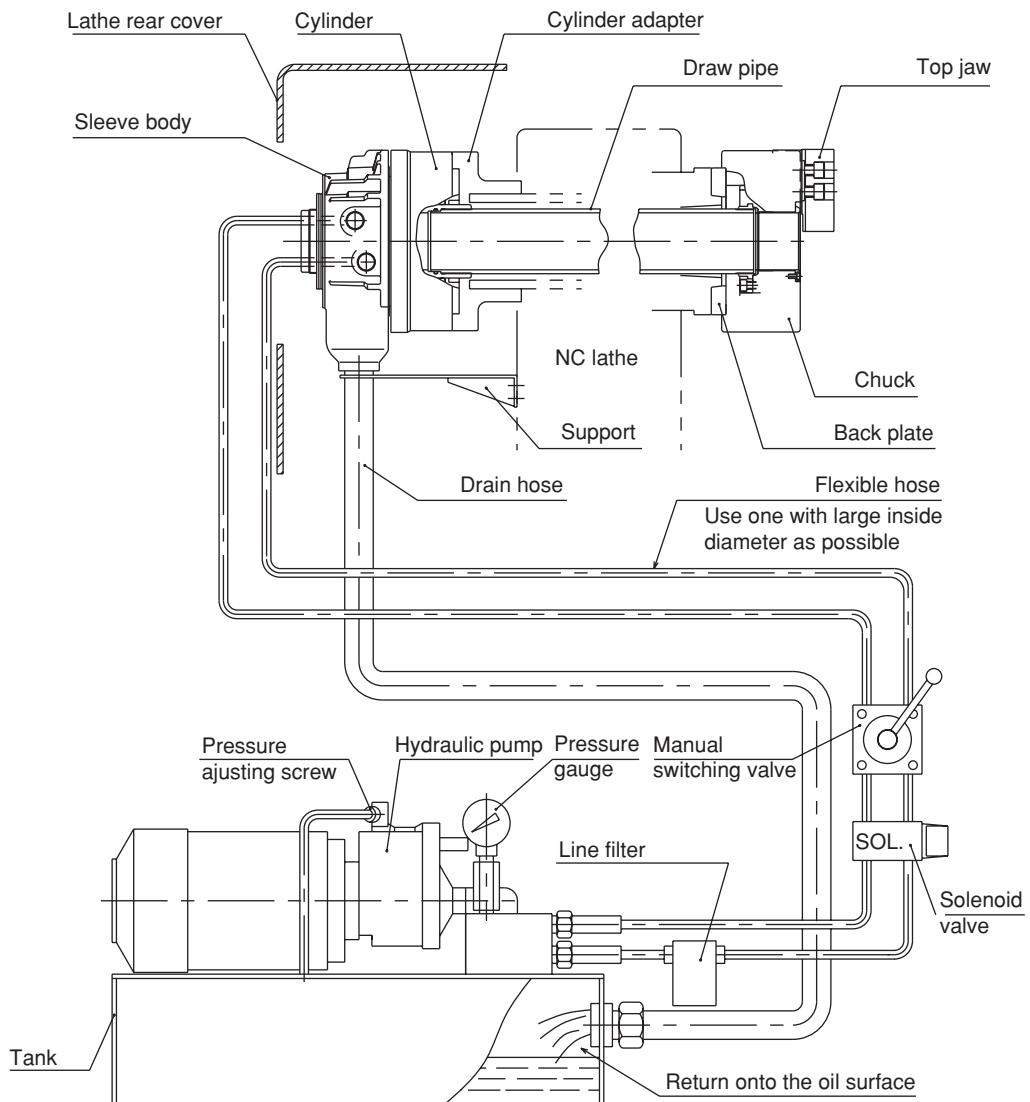 Lathe rear cover
Cylinder
Cylinder adapter
Draw pipe
Top jaw
Sleeve body
NC lathe
Chuck
Support
Back plate
Drain hose
Flexible hose
Use one with large inside
diameter as possible
Pressure
ajusting screw
Hydraulic pump
Pressure
gauge
Manual
switching valve
Line filter
SOL.
Solenoid
valve
Tank
Return onto the oil surface